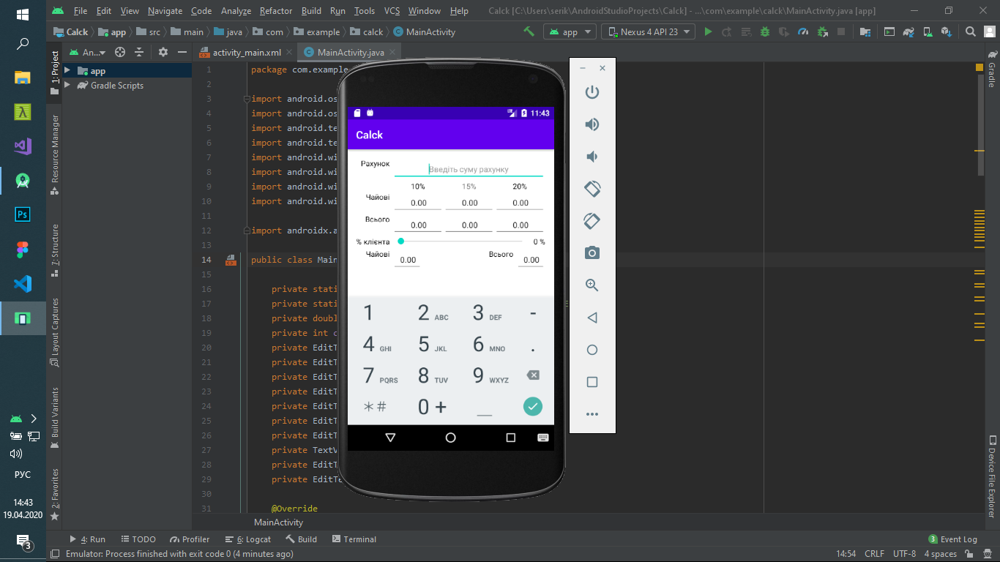 File Edit View Navigate Code Analyze Refactor Build Run Tools VCS Window Help Calck [C:\Users\serik\AndroidStudioProjects\Calck] - ...\com\example\calck\MainActivity.java [app]
Calck app src main java com example calck MainActivity app Nexus 4 API 23
1: Project
An... activity_main.xml MainActivity.java
app
Gradle Scripts
Resource Manager
7: Structure
Layout Captures
Build Variants
2: Favorites
1 package com.example
2
3 import android.os
4 import android.os
5 import android.te
6 import android.te
7 import android.wi
8 import android.wi
9 import android.wi
10 import android.wi
11
12 import androidx.a
13
14 public class Main
15
16 private stati
17 private stati
18 private doubl
19 private int c
20 private EditT
21 private EditT
22 private EditT
23 private EditT
24 private EditT
25 private EditT
26 private EditT
27 private TextV
28 private EditT
29 private EditTe
30
31 @Override
MainActivity
LTE 11:43
Calck
Рахунок Введіть суму рахунку
10% 15% 20%
Чайові 0.00 0.00 0.00
Всього 0.00 0.00 0.00
% клієнта 0 %
Чайові 0.00 Всього 0.00
1 2 ABC 3 DEF -
4 GHI 5 JKL 6 MNO .
7 PQRS 8 TUV 9 WXYZ
*# 0 + _
Gradle
Device File Explorer
Ps
РУС
14:43
19.04.2020
3
4: Run TODO Profiler 6: Logcat Build Terminal 3 Event Log
Emulator: Process finished with exit code 0 (4 minutes ago) 14:54 CRLF UTF-8 4 spaces